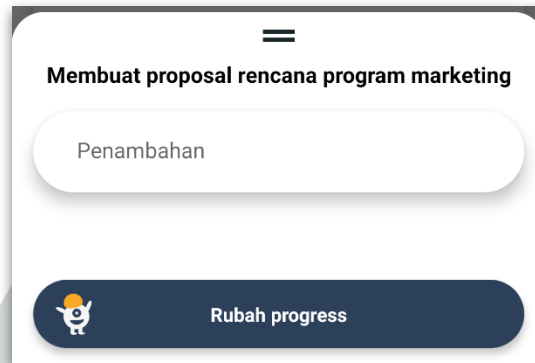 Membuat proposal rencana program marketing
Penambahan
Rubah progress